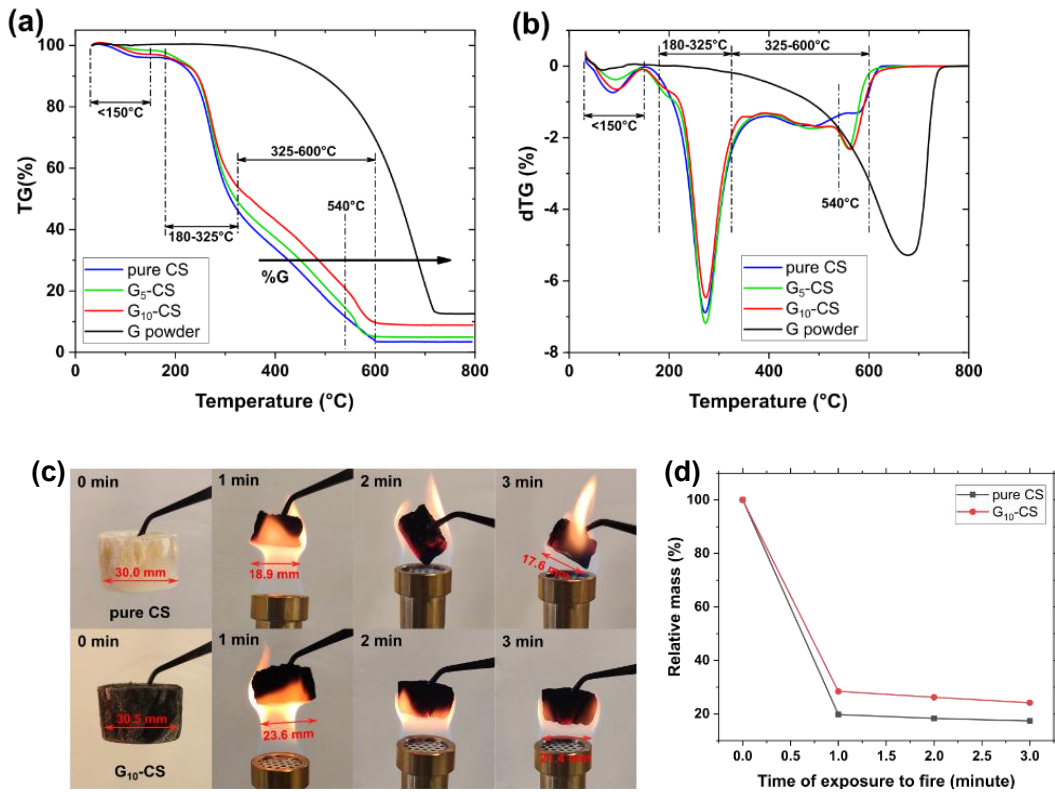 (a)
100
80
60
40
20
0
TG(%)
<150°C
180-325°C
325-600°C
540°C
%G
pure CS
G₅-CS
G₁₀-CS
G powder
0 200 400 600 800
Temperature (°C)
(b)
0
-2
-4
-6
-8
dTG (%)
180-325°C
325-600°C
<150°C
540°C
pure CS
G₅-CS
G₁₀-CS
G powder
0 200 400 600 800
Temperature (°C)
(c)
0 min
30.0 mm
pure CS
1 min
18.9 mm
2 min
3 min
17.6 mm
0 min
30.5 mm
G₁₀-CS
1 min
23.6 mm
2 min
3 min
21.4 mm
(d)
100
80
60
40
20
Relative mass (%)
pure CS
G₁₀-CS
0.0 0.5 1.0 1.5 2.0 2.5 3.0
Time of exposure to fire (minute)